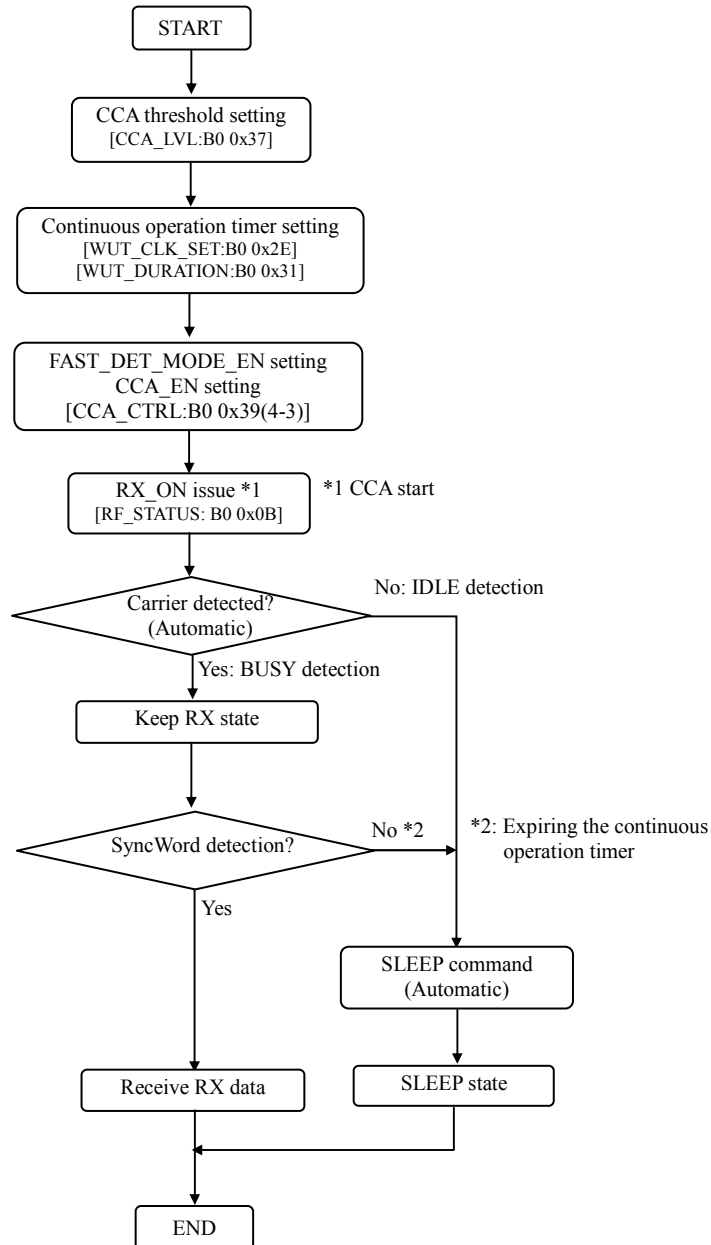 START
CCA threshold setting
[CCA_LVL:B0 0x37]
Continuous operation timer setting
[WUT_CLK_SET:B0 0x2E]
[WUT_DURATION:B0 0x31]
FAST_DET_MODE_EN setting
CCA_EN setting
[CCA_CTRL:B0 0x39(4-3)]
RX_ON issue *1
[RF_STATUS: B0 0x0B]
*1 CCA start
No: IDLE detection
Carrier detected?
(Automatic)
Yes: BUSY detection
Keep RX state
SyncWord detection?
No *2
*2: Expiring the continuous
operation timer
Yes
SLEEP command
(Automatic)
Receive RX data
SLEEP state
END